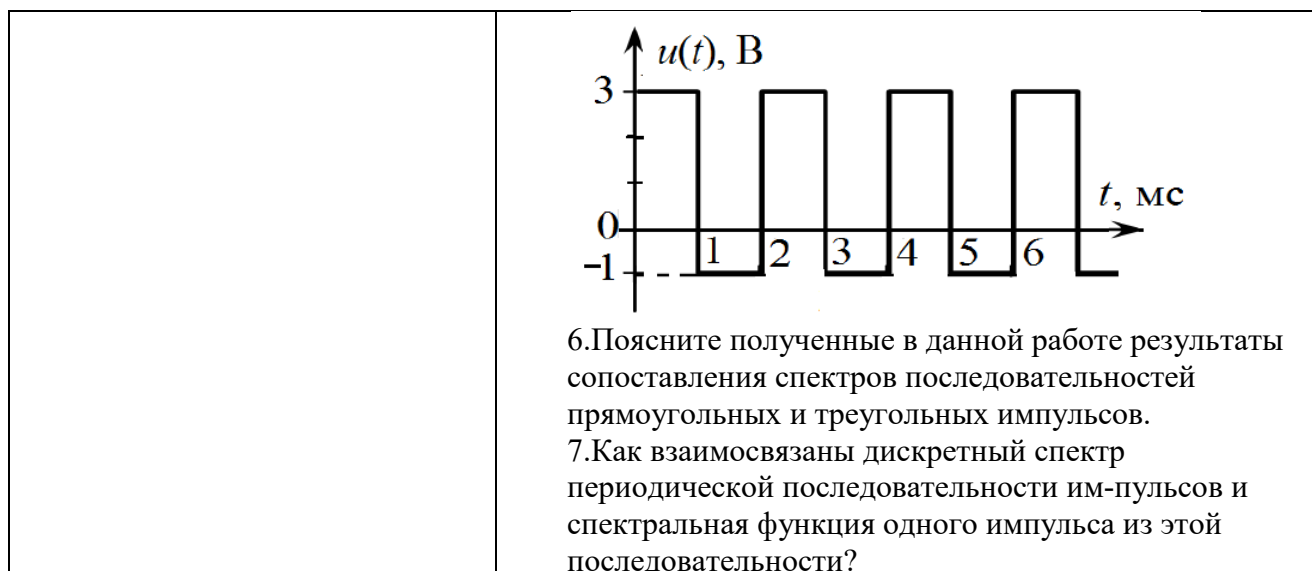 u(t), В
3
t, мс
0
1 2 3 4 5 6
–1
6.Поясните полученные в данной работе результаты
сопоставления спектров последовательностей
прямоугольных и треугольных импульсов.
7.Как взаимосвязаны дискретный спектр
периодической последовательности им-пульсов и
спектральная функция одного импульса из этой
последовательности?